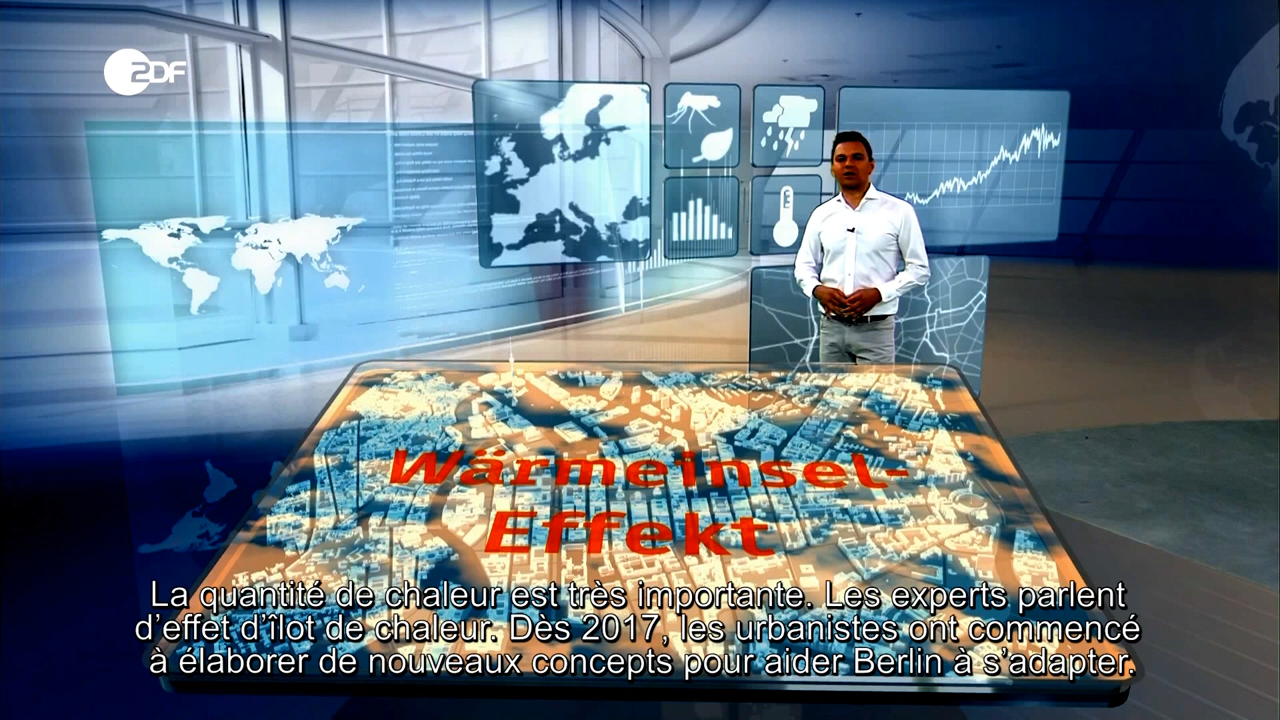 ZDF
Wärmeinsel-
Effekt
La quantité de chaleur est très importante. Les experts parlent
d’effet d’îlot de chaleur. Dès 2017, les urbanistes ont commencé
à élaborer de nouveaux concepts pour aider Berlin à s’adapter.